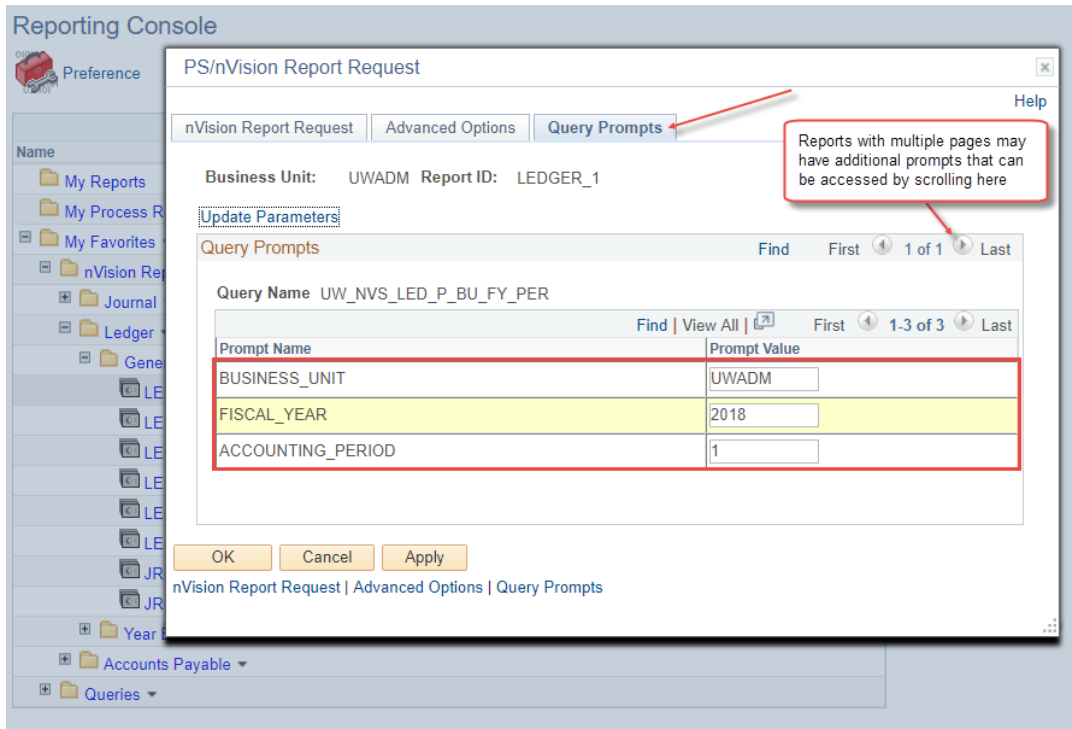 Reporting Console
Preference
Name
My Reports
My Process R
My Favorites
nVision Rep
Journal
Ledger
Gene
LE
LE
LE
LE
LE
LE
JR
JR
Year E
Accounts Payable
Queries
PS/nVision Report Request
Help
nVision Report Request Advanced Options Query Prompts
Reports with multiple pages may
have additional prompts that can
be accessed by scrolling here
Business Unit: UWADM Report ID: LEDGER_1
Update Parameters
Query Prompts Find First 1 of 1 Last
Query Name UW_NVS_LED_P_BU_FY_PER
Find | View All | First 1-3 of 3 Last
Prompt Name Prompt Value
BUSINESS_UNIT UWADM
FISCAL_YEAR 2018
ACCOUNTING_PERIOD 1
OK Cancel Apply
nVision Report Request | Advanced Options | Query Prompts